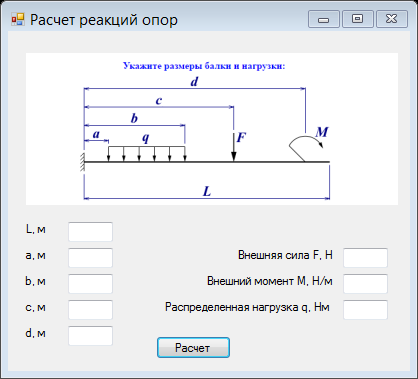 Расчет реакций опор
Укажите размеры балки и нагрузки:
d
c
b
a
q
F
M
L
L, м
a, м
Внешняя сила F, Н
b, м
Внешний момент M, Н/м
c, м
Распределенная нагрузка q, Нм
d, м
Расчет